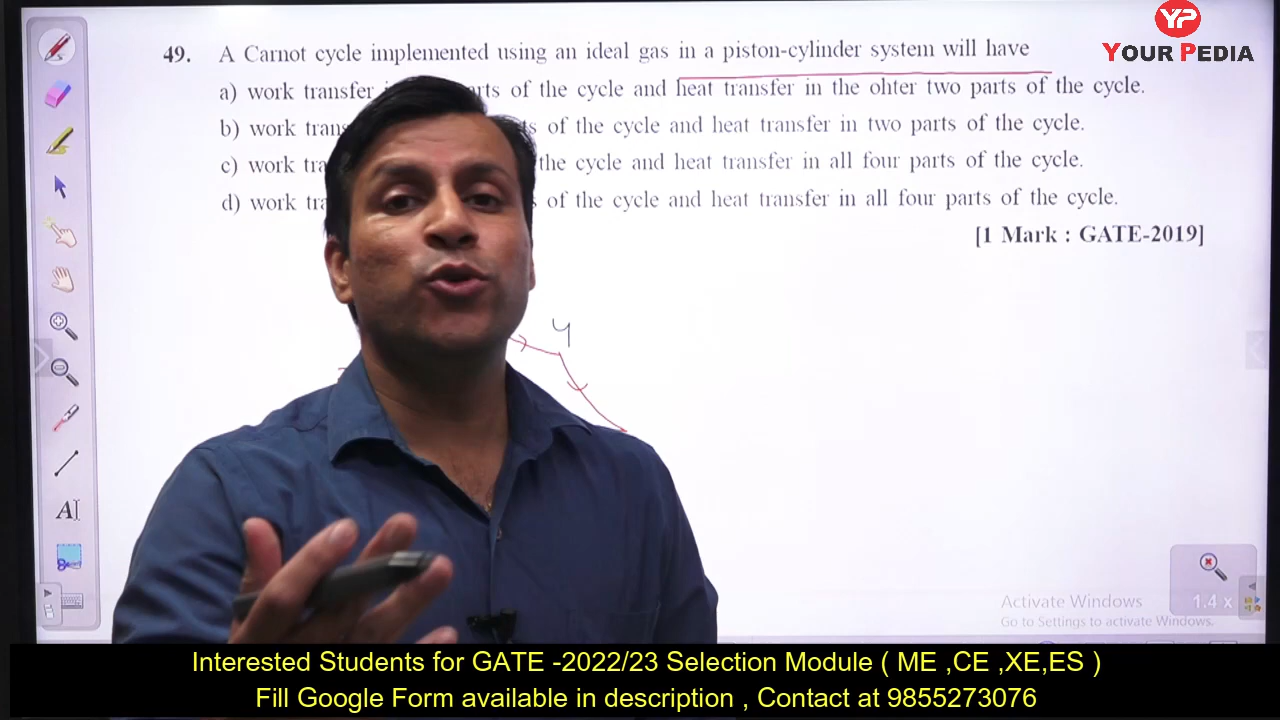 YP
YOUR PEDIA
49. A Carnot cycle implemented using an ideal gas in a piston-cylinder system will have
a) work transfer of the cycle and heat transfer in the ohter two parts of the cycle.
b) work of the cycle and heat transfer in two parts of the cycle.
c) work the cycle and heat transfer in all four parts of the cycle.
d) work of the cycle and heat transfer in all four parts of the cycle.
[1 Mark : GATE-2019]
4
A
Activate Windows
1.4 x
Go to Settings to activate Windows.
Interested Students for GATE -2022/23 Selection Module ( ME ,CE ,XE,ES )
Fill Google Form available in description , Contact at 9855273076